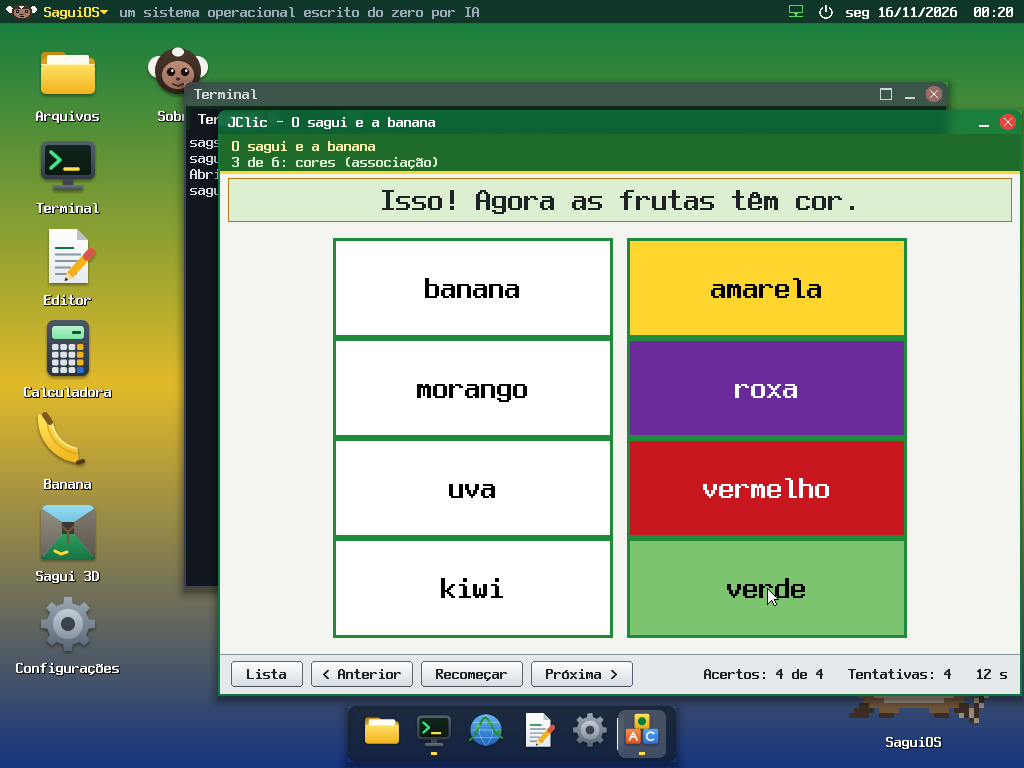 SaguiOS um sistema operacional escrito do zero por IA
seg 16/11/2026 00:20
Arquivos
Terminal
Editor
Calculadora
Banana
Sagui 3D
Configurações
Terminal
JClic - O sagui e a banana
O sagui e a banana
3 de 6: cores (associação)
Isso! Agora as frutas têm cor.
banana
amarela
morango
roxa
uva
vermelho
kiwi
verde
Lista
< Anterior
Recomeçar
Próxima >
Acertos: 4 de 4
Tentativas: 4
12 s
A C
SaguiOS